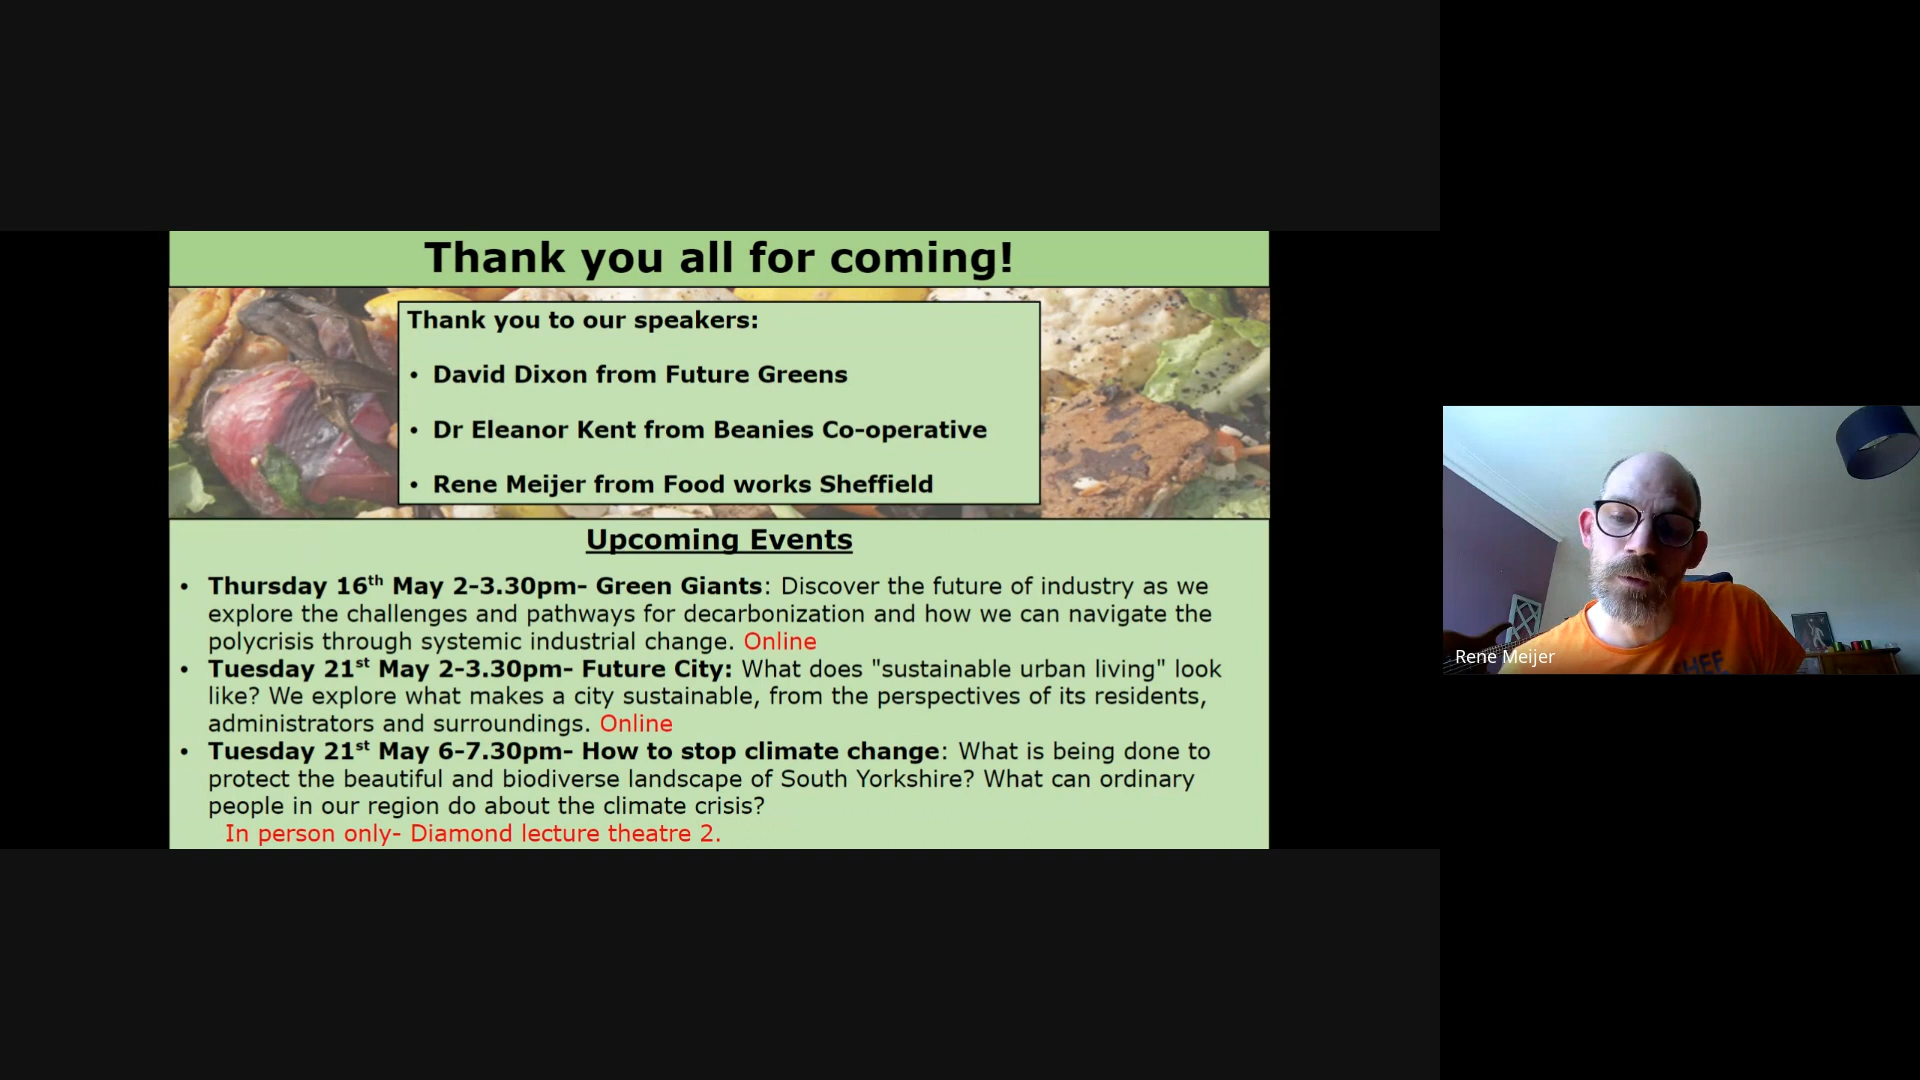 Thank you all for coming!
Thank you to our speakers:
• David Dixon from Future Greens
• Dr Eleanor Kent from Beanies Co-operative
• Rene Meijer from Food works Sheffield
Upcoming Events
• Thursday 16th May 2-3.30pm- Green Giants: Discover the future of industry as we
explore the challenges and pathways for decarbonization and how we can navigate the
polycrisis through systemic industrial change. Online
• Tuesday 21st May 2-3.30pm- Future City: What does "sustainable urban living" look
like? We explore what makes a city sustainable, from the perspectives of its residents,
administrators and surroundings. Online
• Tuesday 21st May 6-7.30pm- How to stop climate change: What is being done to
protect the beautiful and biodiverse landscape of South Yorkshire? What can ordinary
people in our region do about the climate crisis?
In person only- Diamond lecture theatre 2.
Rene Meijer